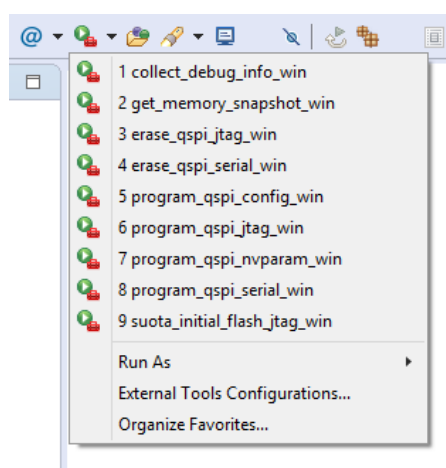 @
1 collect_debug_info_win
2 get_memory_snapshot_win
3 erase_qspi_jtag_win
4 erase_qspi_serial_win
5 program_qspi_config_win
6 program_qspi_jtag_win
7 program_qspi_nvparam_win
8 program_qspi_serial_win
9 suota_initial_flash_jtag_win
Run As
External Tools Configurations...
Organize Favorites...